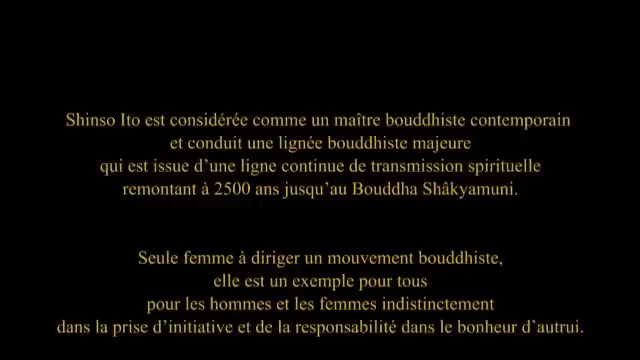 Shinso Ito est considérée comme un maître bouddhiste contemporain
et conduit une lignée bouddhiste majeure
qui est issue d'une ligne continue de transmission spirituelle
remontant à 2500 ans jusqu'au Bouddha Shâkyamuni.
Seule femme à diriger un mouvement bouddhiste,
elle est un exemple pour tous
pour les hommes et les femmes indistinctement
dans la prise d'initiative et de la responsabilité dans le bonheur d'autrui.